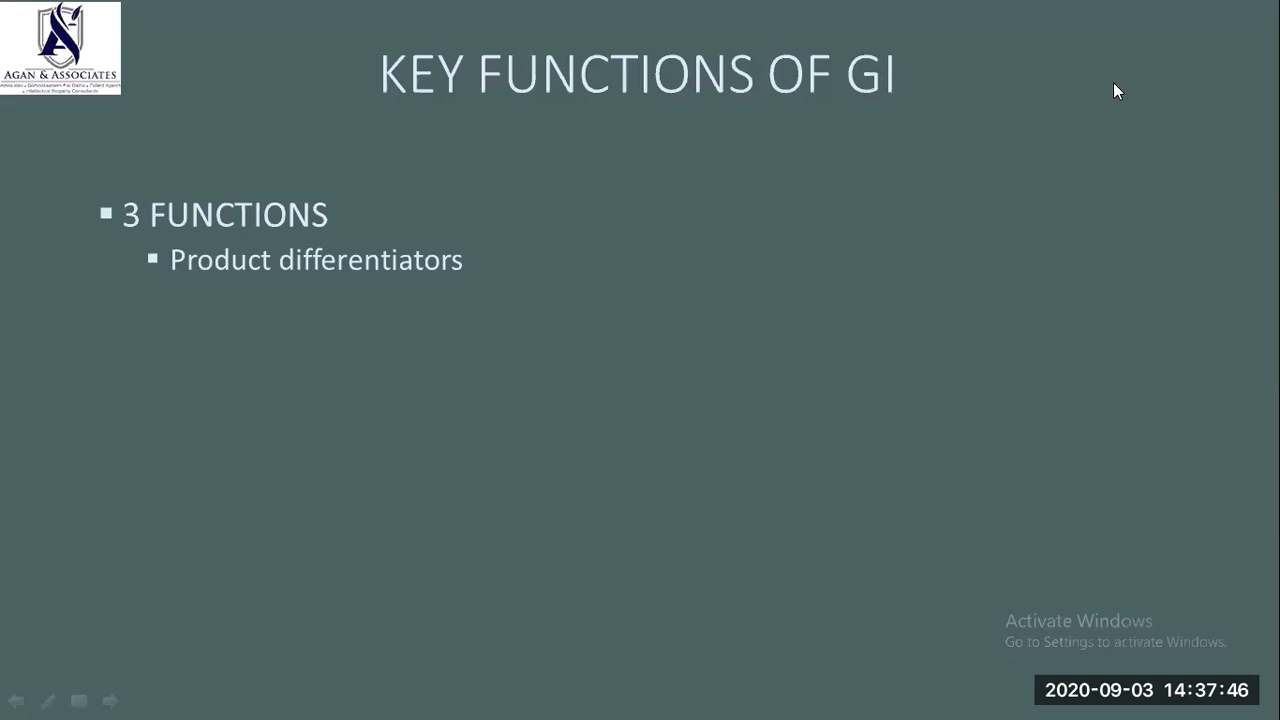 AGAN & ASSOCIATES
KEY FUNCTIONS OF GI
3 FUNCTIONS
Product differentiators
Activate Windows
Go to Settings to activate Windows.
2020-09-03 14:37:46